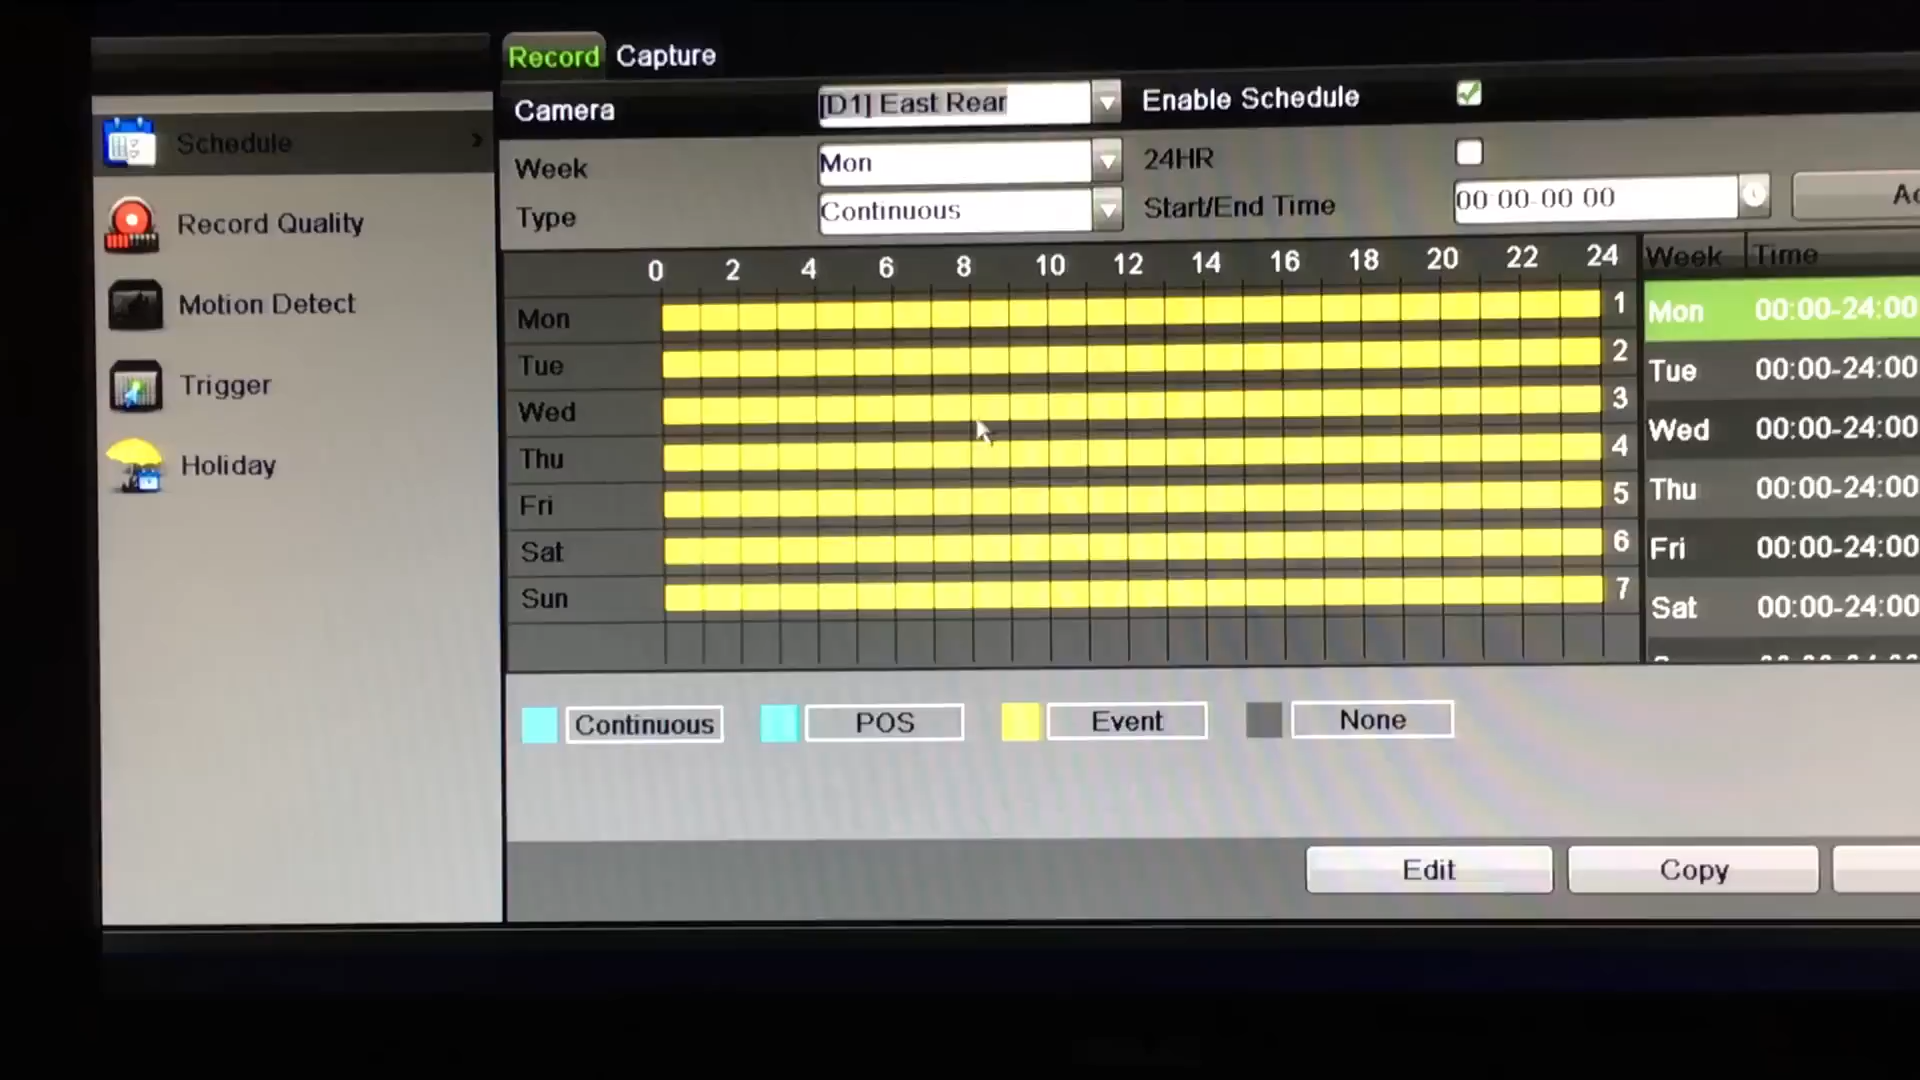 Record Capture
Schedule
Record Quality
Motion Detect
Trigger
Holiday
Camera [D1] East Rear Enable Schedule
Week Mon 24HR
Type Continuous Start/End Time 00:00-00:00
0 2 4 6 8 10 12 14 16 18 20 22 24
Mon 1
Tue 2
Wed 3
Thu 4
Fri 5
Sat 6
Sun 7
Week Time
Mon 00:00-24:00
Tue 00:00-24:00
Wed 00:00-24:00
Thu 00:00-24:00
Fri 00:00-24:00
Sat 00:00-24:00
Continuous POS Event None
Edit Copy